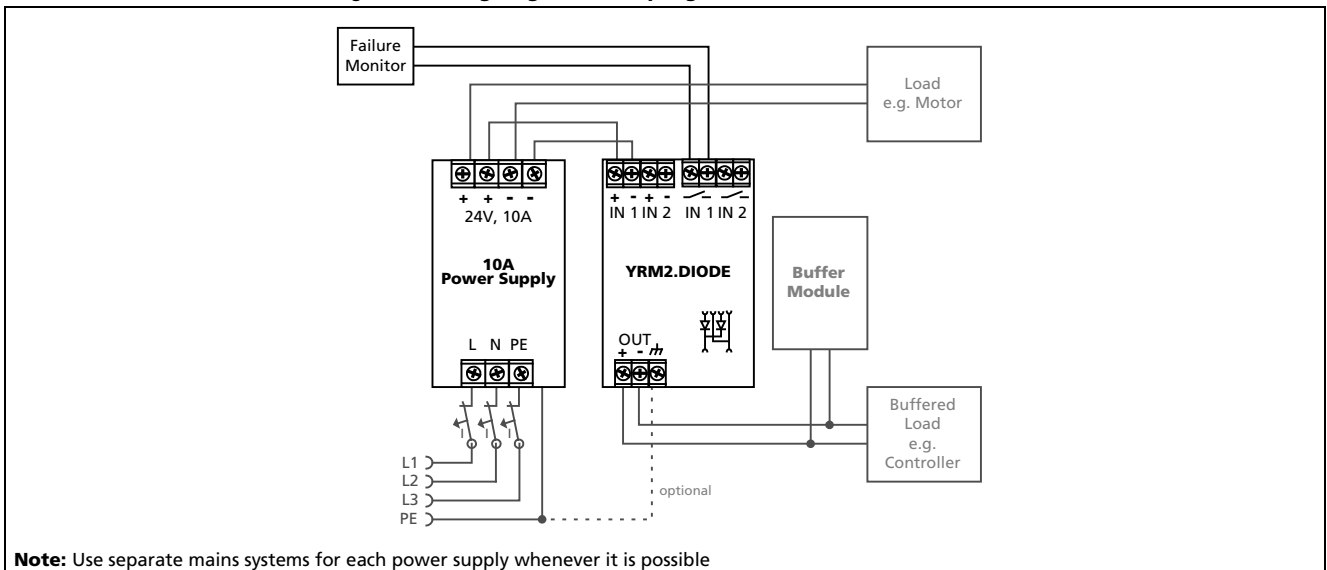 Failure
Monitor
Load
e.g. Motor
+ + - -
24V, 10A
10A
Power Supply
L N PE
+ - + -
IN 1 IN 2 IN 1 IN 2
YRM2.DIODE
OUT
+ -
Buffer
Module
Buffered
Load
e.g.
Controller
L1
L2
L3
PE
optional
Note: Use separate mains systems for each power supply whenever it is possible